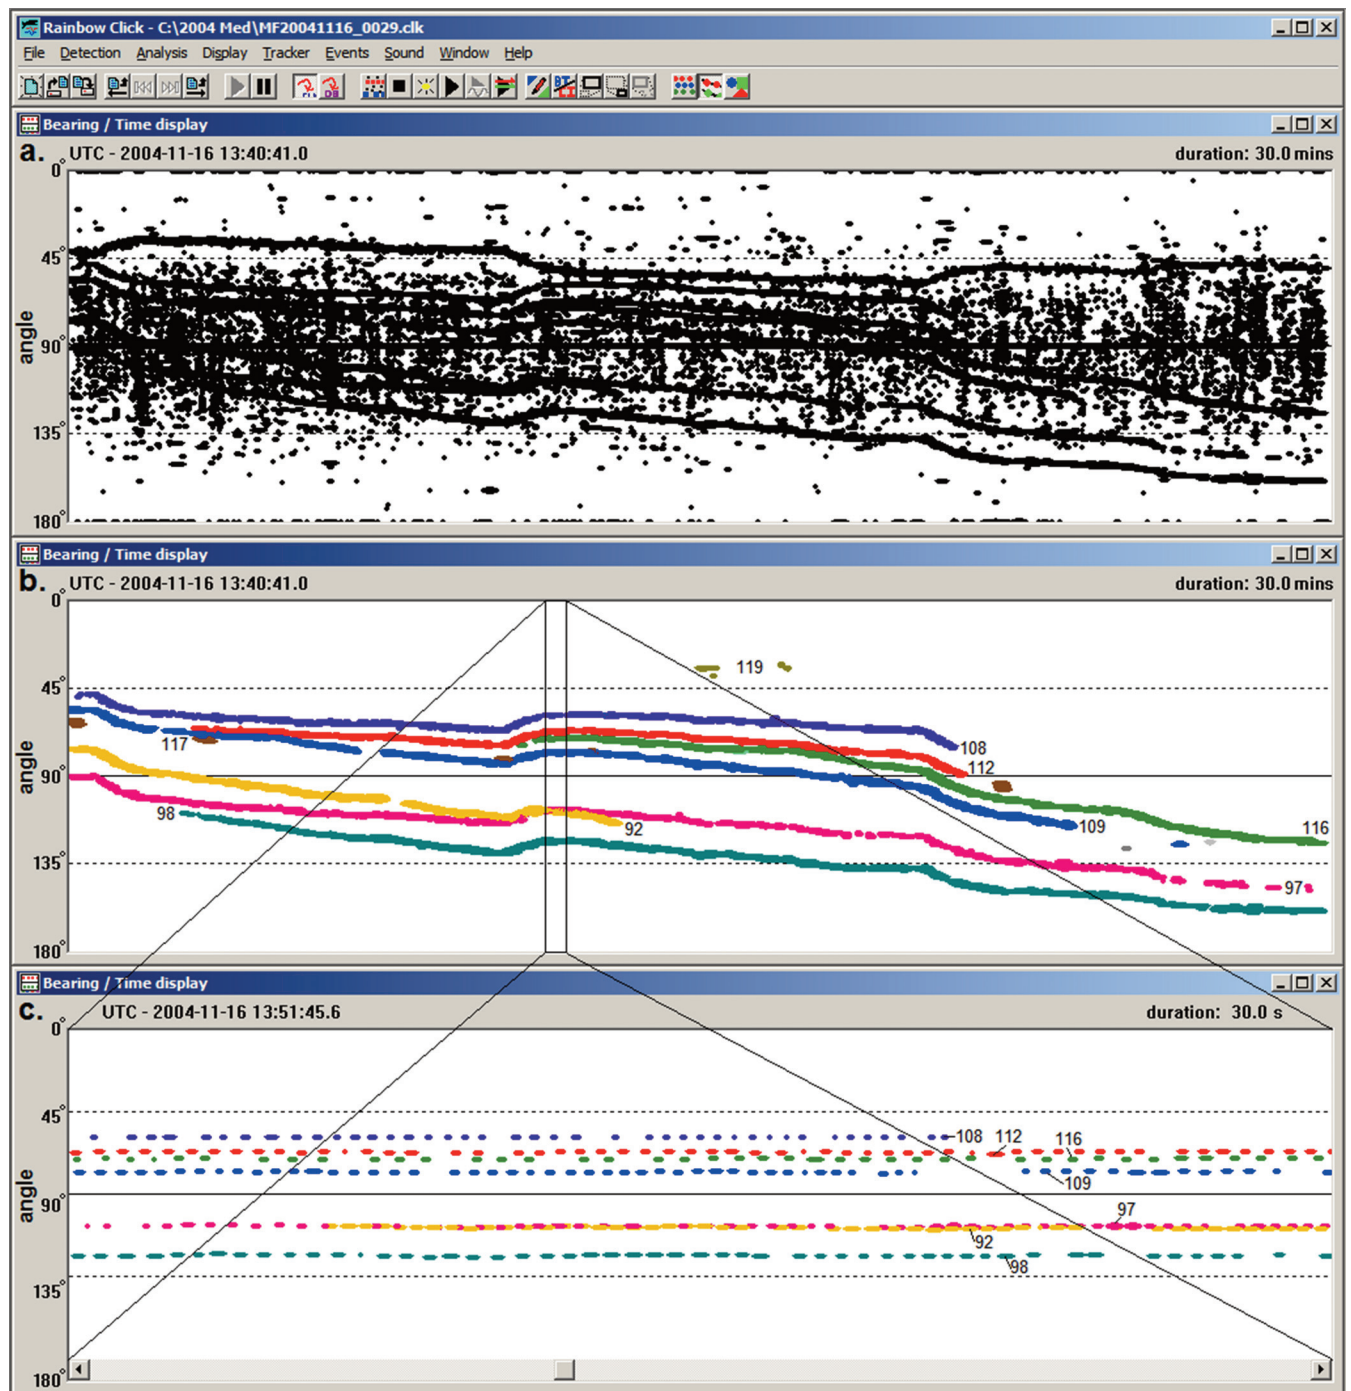 Rainbow Click - C:\2004 Med\MF20041116_0029.clk
File Detection Analysis Display Tracker Events Sound Window Help
Bearing / Time display
a. UTC - 2004-11-16 13:40:41.0 duration: 30.0 mins
0°
45°
angle
90°
135°
180°
Bearing / Time display
b. UTC - 2004-11-16 13:40:41.0 duration: 30.0 mins
0°
119
45°
117
108
112
angle
90°
98
92
109
116
135°
97
180°
Bearing / Time display
c. UTC - 2004-11-16 13:51:45.6 duration: 30.0 s
0°
45°
108 112 116
109
angle
90°
97
92
98
135°
180°